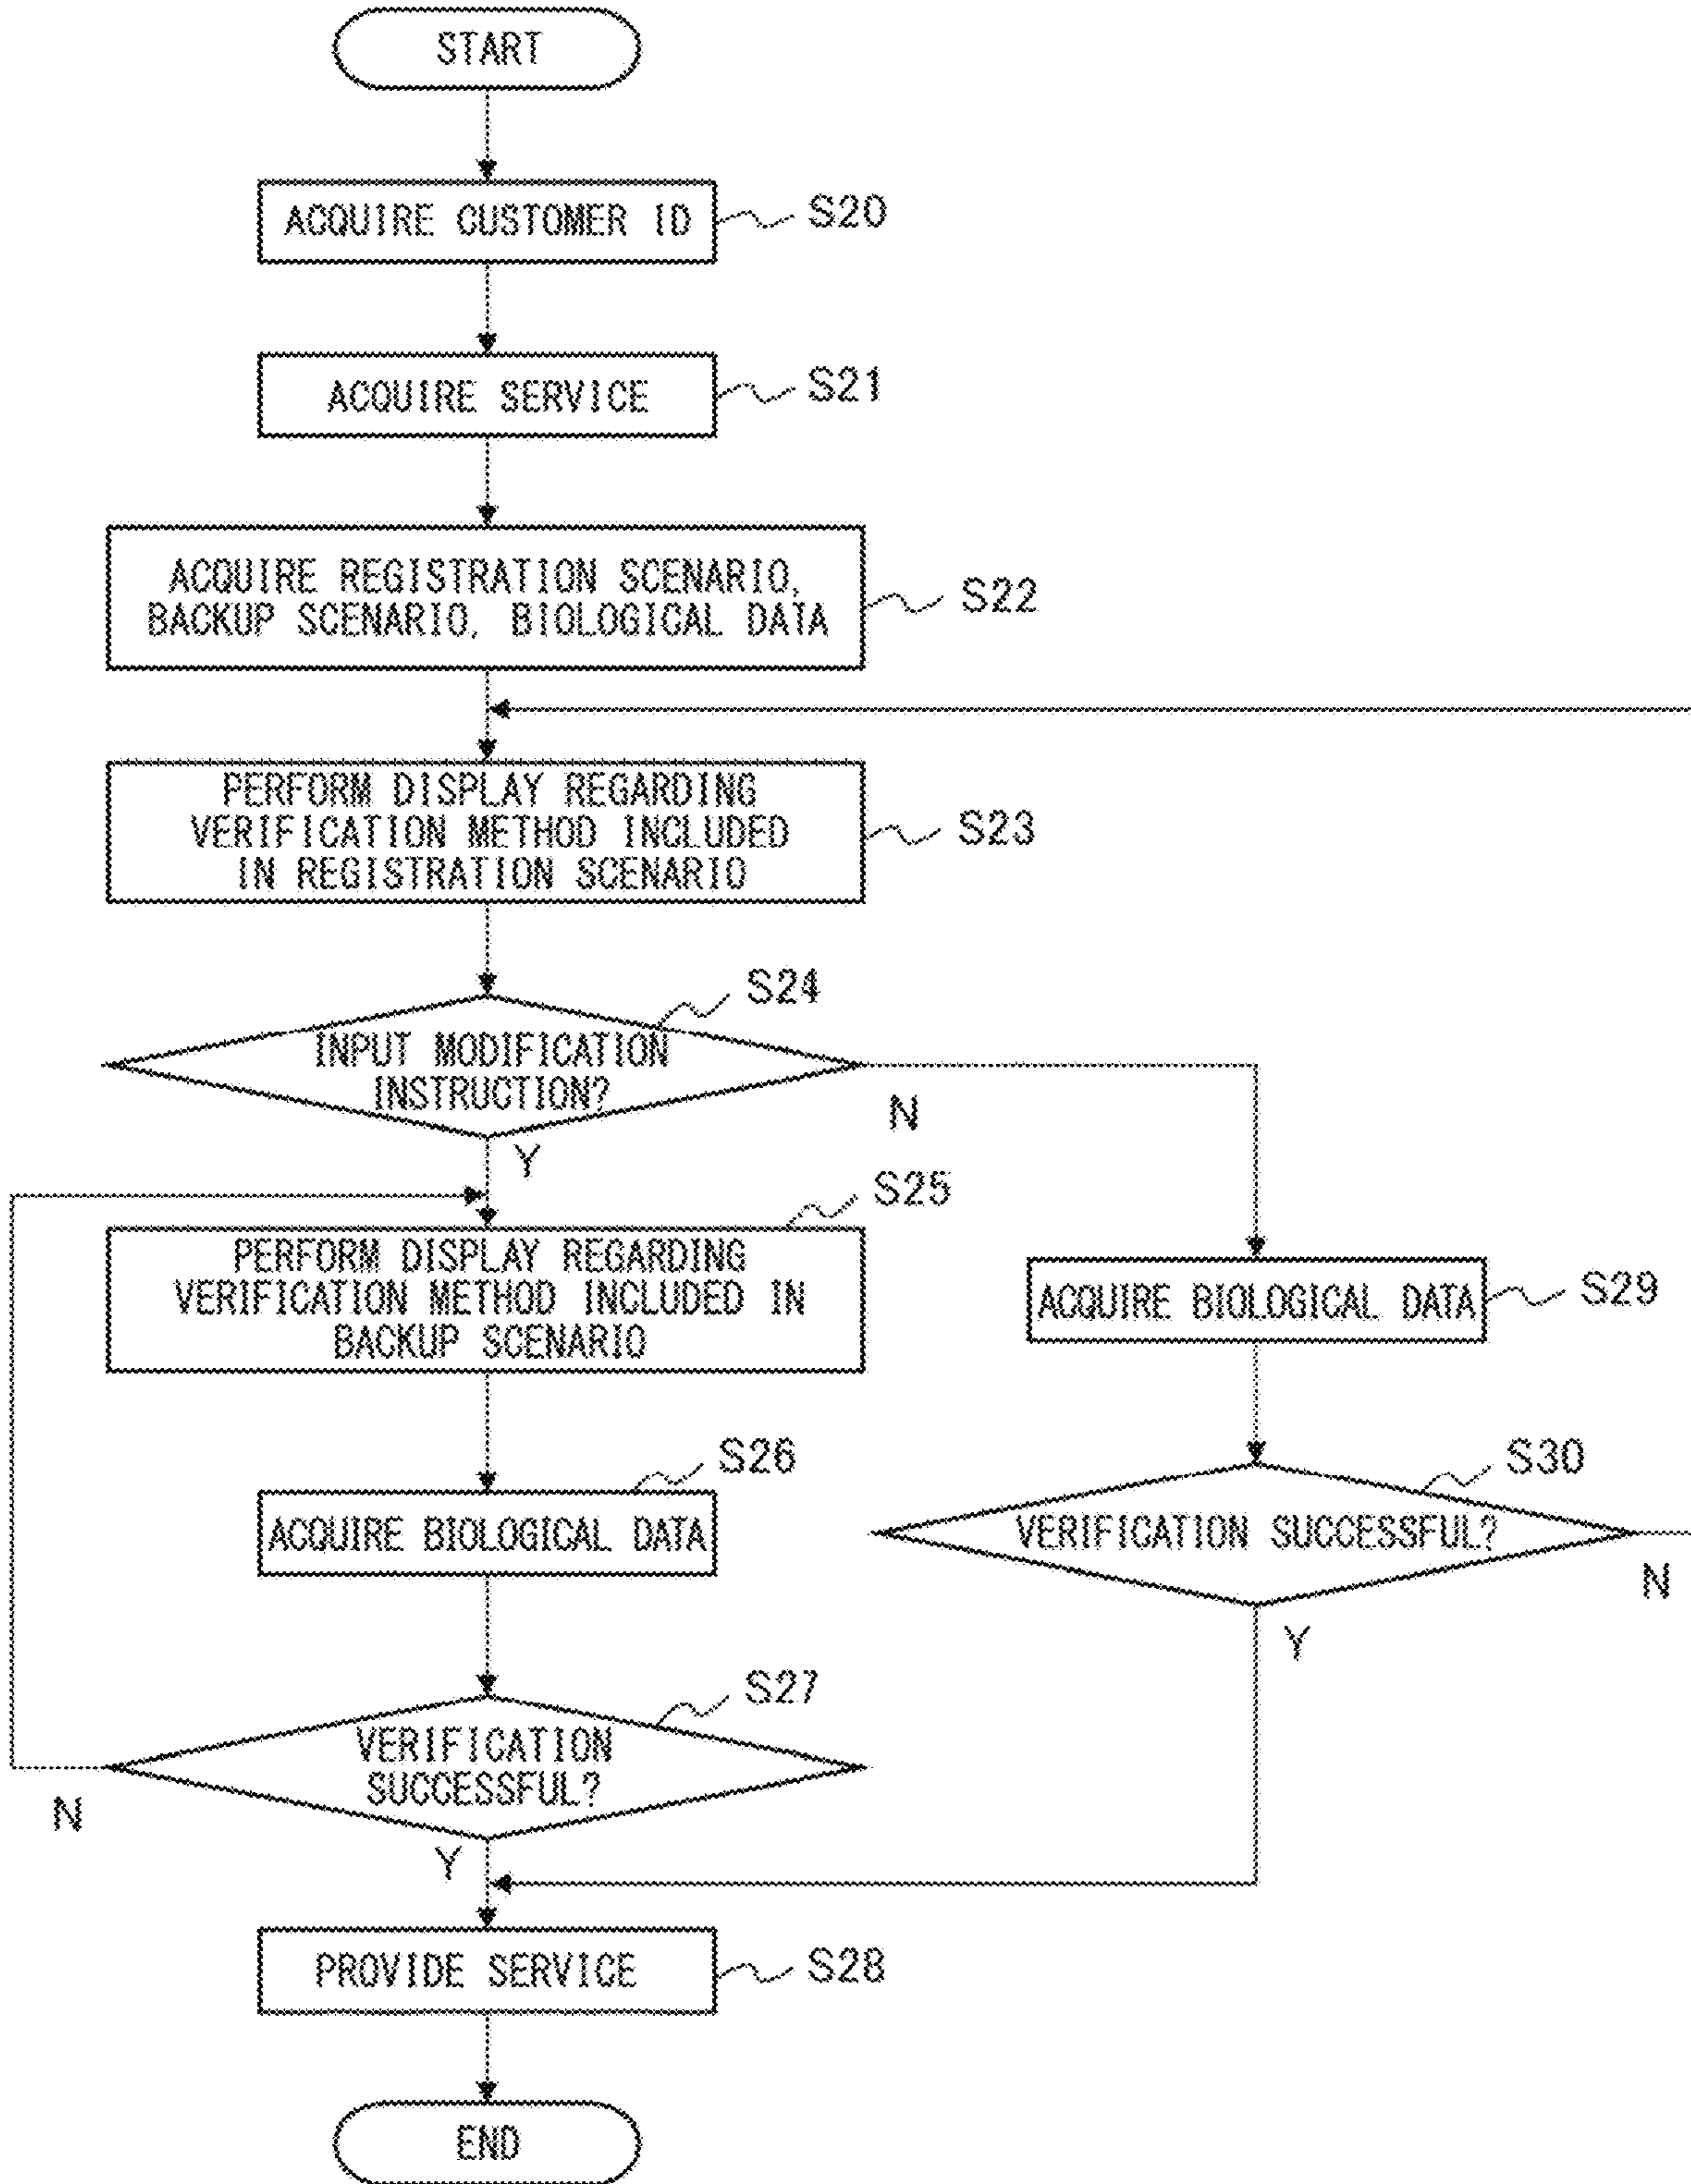 START
ACQUIRE CUSTOMER ID
S20
ACQUIRE SERVICE
S21
ACQUIRE REGISTRATION SCENARIO,
BACKUP SCENARIO, BIOLOGICAL DATA
S22
PERFORM DISPLAY REGARDING
VERIFICATION METHOD INCLUDED
IN REGISTRATION SCENARIO
S23
S24
INPUT MODIFICATION
INSTRUCTION?
N
Y
S25
PERFORM DISPLAY REGARDING
VERIFICATION METHOD INCLUDED IN
BACKUP SCENARIO
ACQUIRE BIOLOGICAL DATA
S29
S26
ACQUIRE BIOLOGICAL DATA
S30
VERIFICATION SUCCESSFUL?
N
Y
S27
VERIFICATION
SUCCESSFUL?
N
Y
PROVIDE SERVICE
S28
END